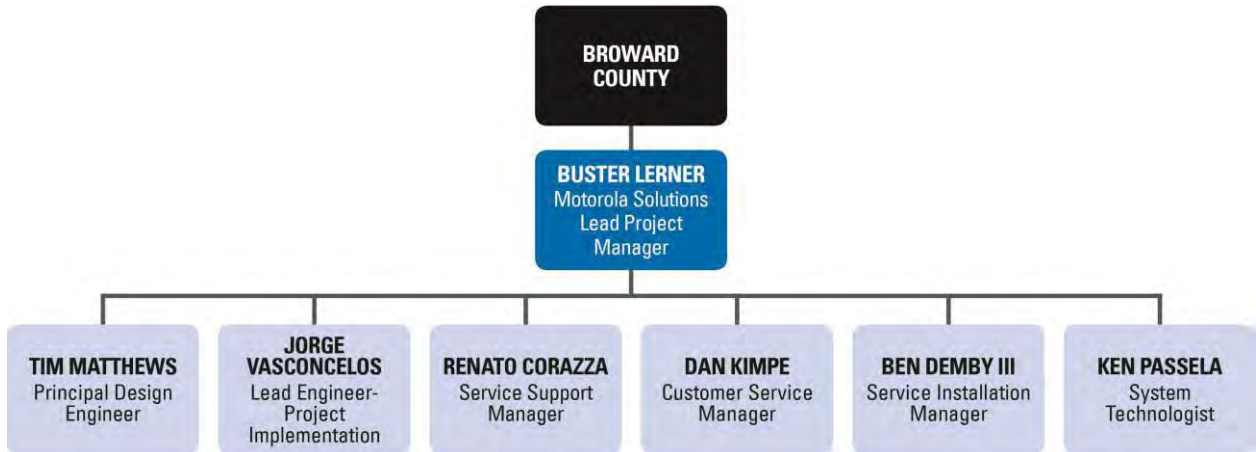 BROWARD
COUNTY
BUSTER LERNER
Motorola Solutions
Lead Project
Manager
TIM MATTHEWS
Principal Design
Engineer
JORGE
VASCONCELOS
Lead Engineer-
Project
Implementation
RENATO CORAZZA
Service Support
Manager
DAN KIMPE
Customer Service
Manager
BEN DEMBY III
Service Installation
Manager
KEN PASSELA
System
Technologist